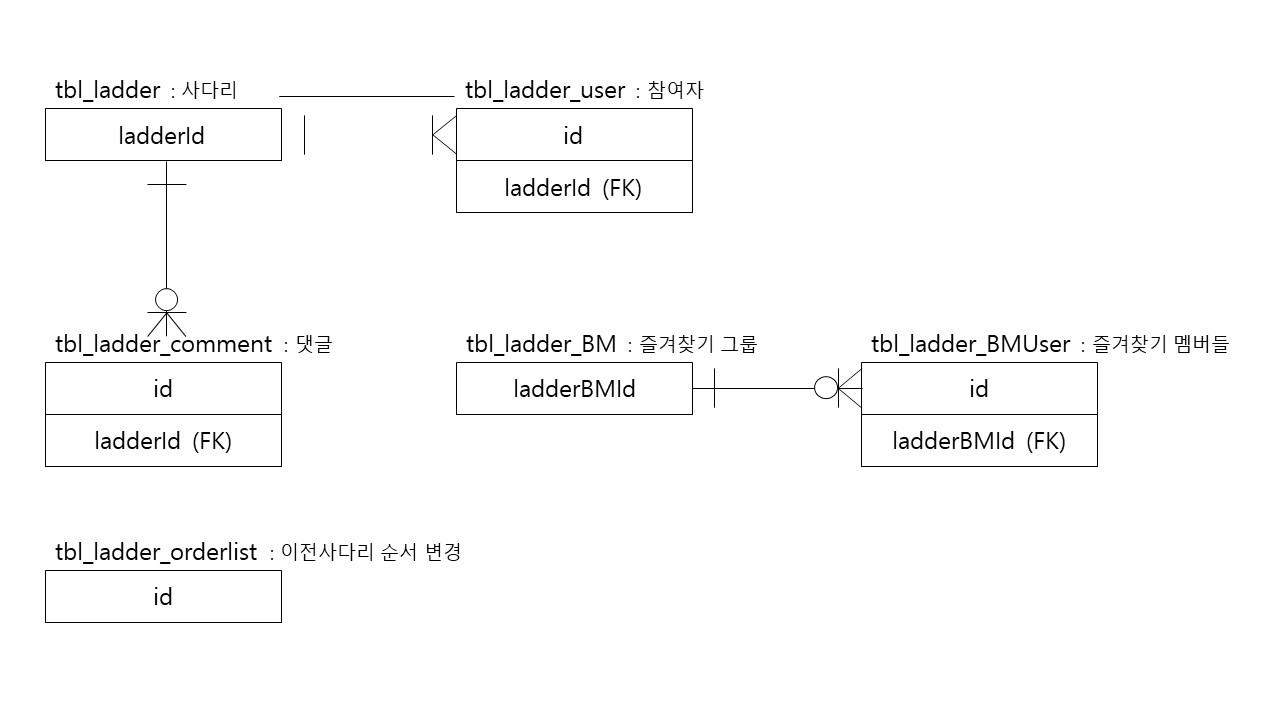 tbl_ladder : 사다리
ladderId
tbl_ladder_user : 참여자
id
ladderId (FK)
tbl_ladder_comment : 댓글
id
ladderId (FK)
tbl_ladder_BM : 즐겨찾기 그룹
ladderBMId
tbl_ladder_BMUser : 즐겨찾기 멤버들
id
ladderBMId (FK)
tbl_ladder_orderlist : 이전사다리 순서 변경
id